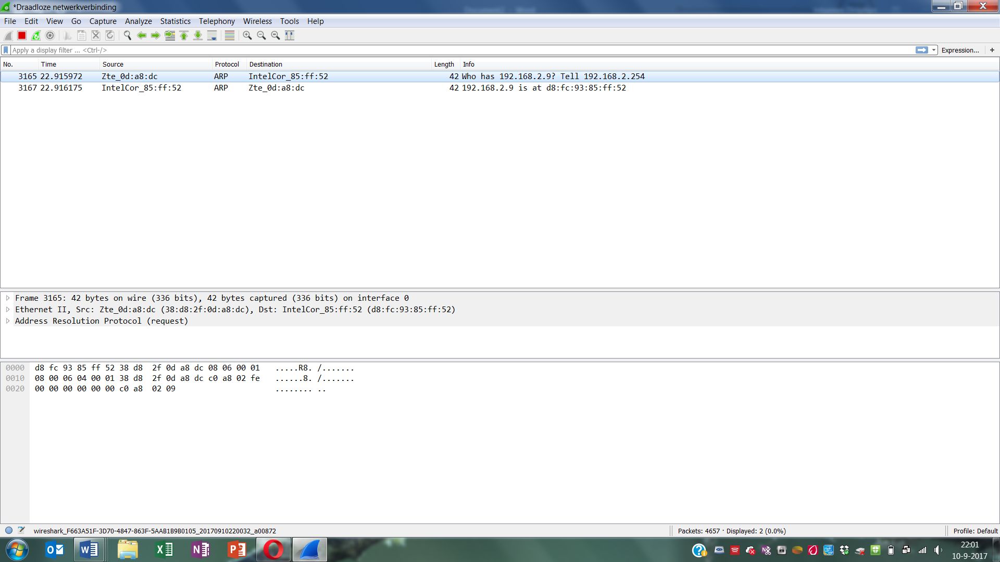 *Draadloze netwerkverbinding
File Edit View Go Capture Analyze Statistics Telephony Wireless Tools Help
Apply a display filter ... <Ctrl-/> Expression... +
No. Time Source Protocol Destination Length Info
3165 22.915972 Zte_0d:a8:dc ARP IntelCor_85:ff:52 42 Who has 192.168.2.9? Tell 192.168.2.254
3167 22.916175 IntelCor_85:ff:52 ARP Zte_0d:a8:dc 42 192.168.2.9 is at d8:fc:93:85:ff:52
Frame 3165: 42 bytes on wire (336 bits), 42 bytes captured (336 bits) on interface 0
Ethernet II, Src: Zte_0d:a8:dc (38:d8:2f:0d:a8:dc), Dst: IntelCor_85:ff:52 (d8:fc:93:85:ff:52)
Address Resolution Protocol (request)
0000 d8 fc 93 85 ff 52 38 d8 2f 0d a8 dc 08 06 00 01 .....R8. /.......
0010 08 00 06 04 00 01 38 d8 2f 0d a8 dc c0 a8 02 fe ......8. /.......
0020 00 00 00 00 00 00 c0 a8 02 09 ........ ..
wireshark_F663A51F-3D70-4847-863F-5AAB1B9B0105_20170910220032_a00872 Packets: 4657 · Displayed: 2 (0.0%) Profile: Default
22:01
10-9-2017